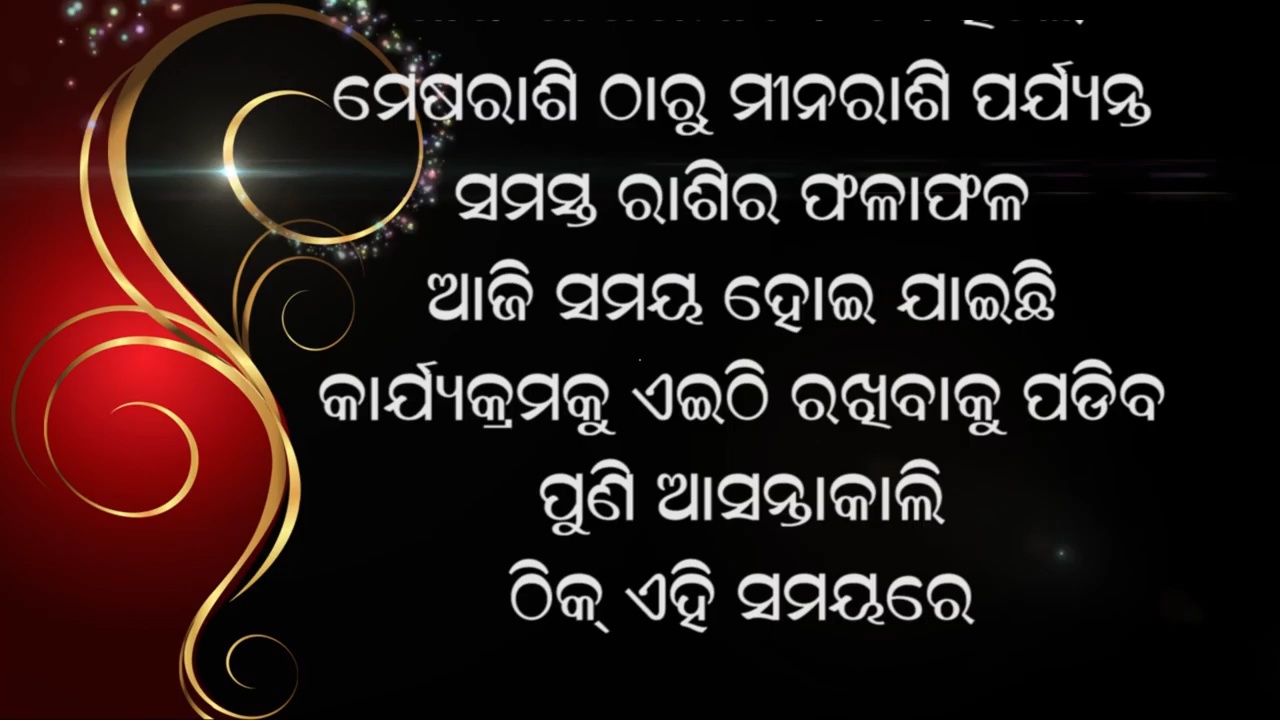 ମେଷରାଶି ଠାରୁ ମୀନରାଶି ପର୍ଯ୍ୟନ୍ତ
ସମସ୍ତ ରାଶିର ଫଳାଫଳ
ଆଜି ସମୟ ହୋଇ ଯାଇଛି
କାର୍ଯ୍ୟକ୍ରମକୁ ଏଇଠି ରଖିବାକୁ ପଡିବ
ପୁଣି ଆସନ୍ତାକାଲି
ଠିକ୍ ଏହି ସମୟରେ